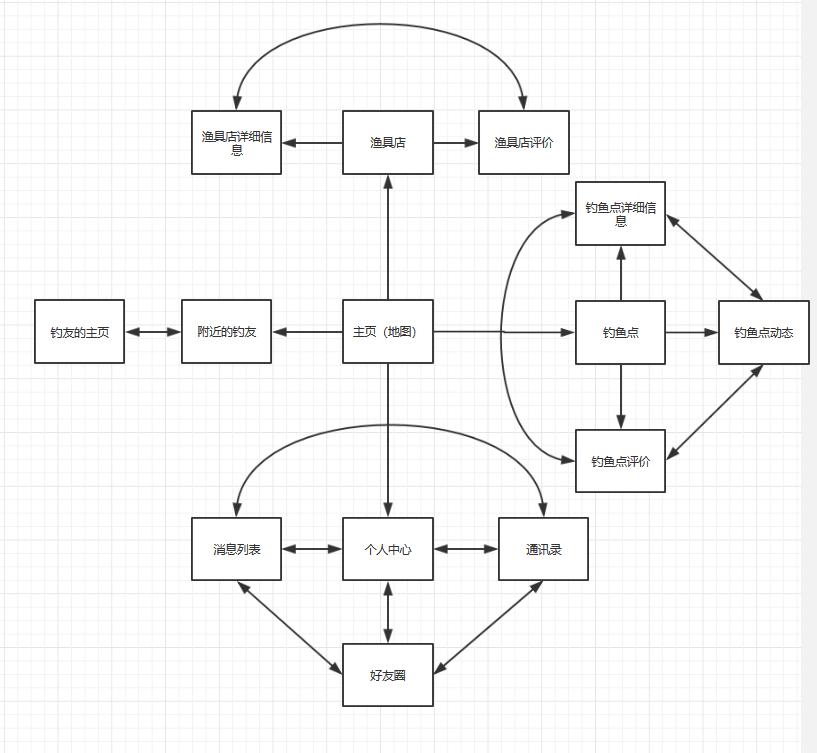 渔具店详细信
息
渔具店
渔具店评价
钓鱼点详细信
息
钓友的主页
附近的钓友
主页（地图）
钓鱼点
钓鱼点动态
钓鱼点评价
消息列表
个人中心
通讯录
好友圈